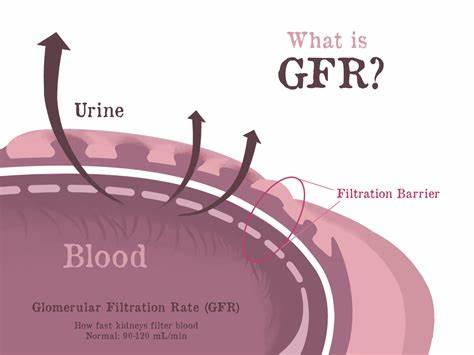 What is
GFR?
Urine
Filtration Barrier
Blood
Glomerular Filtration Rate (GFR)
How fast kidneys filter blood
Normal: 90-120 mL/min